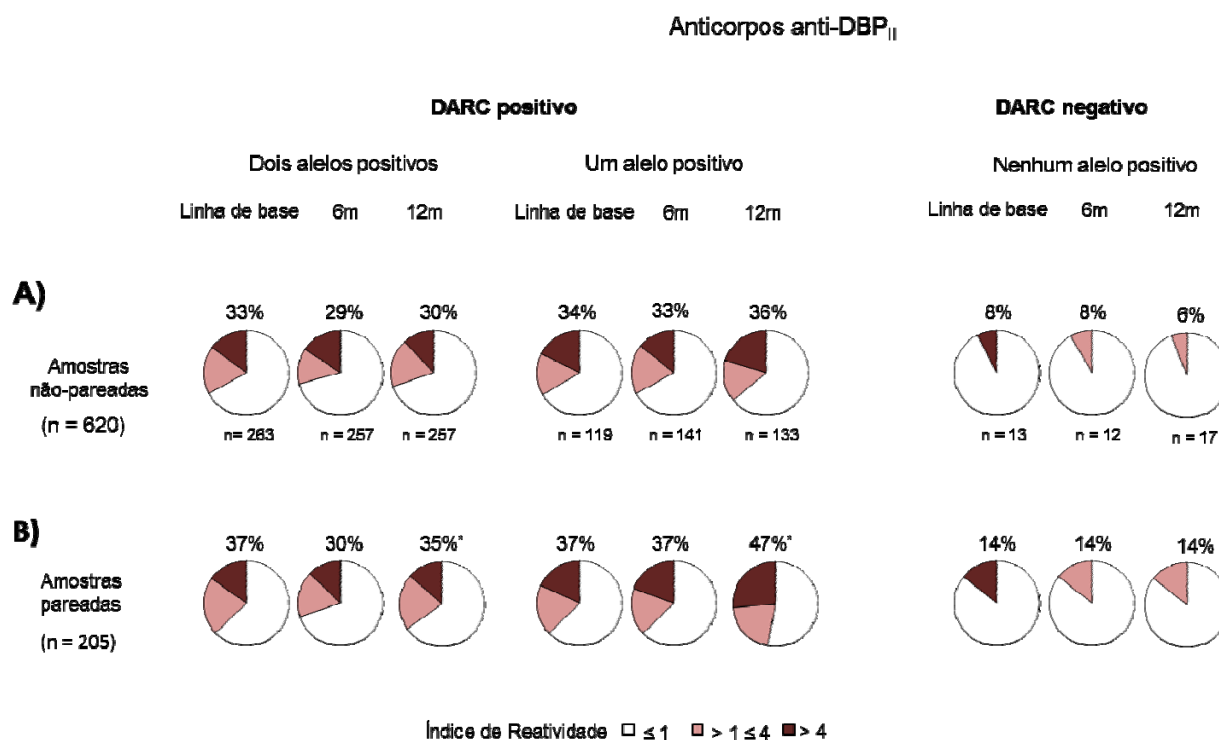 Anticorpos anti-DBPII
DARC positivo DARC negativo
Dois alelos positivos Um alelo positivo Nenhum alelo positivo
Linha de base 6m 12m Linha de base 6m 12m Linha de base 6m 12m
A)
33% 29% 30% 34% 33% 36% 8% 8% 6%
Amostras
não-pareadas
(n = 620)
n= 263 n = 257 n = 257 n = 119 n = 141 n = 133 n = 13 n = 12 n = 17
B)
37% 30% 35%* 37% 37% 47%* 14% 14% 14%
Amostras
pareadas
(n = 205)
Índice de Reatividade ≤ 1 > 1 ≤ 4 > 4